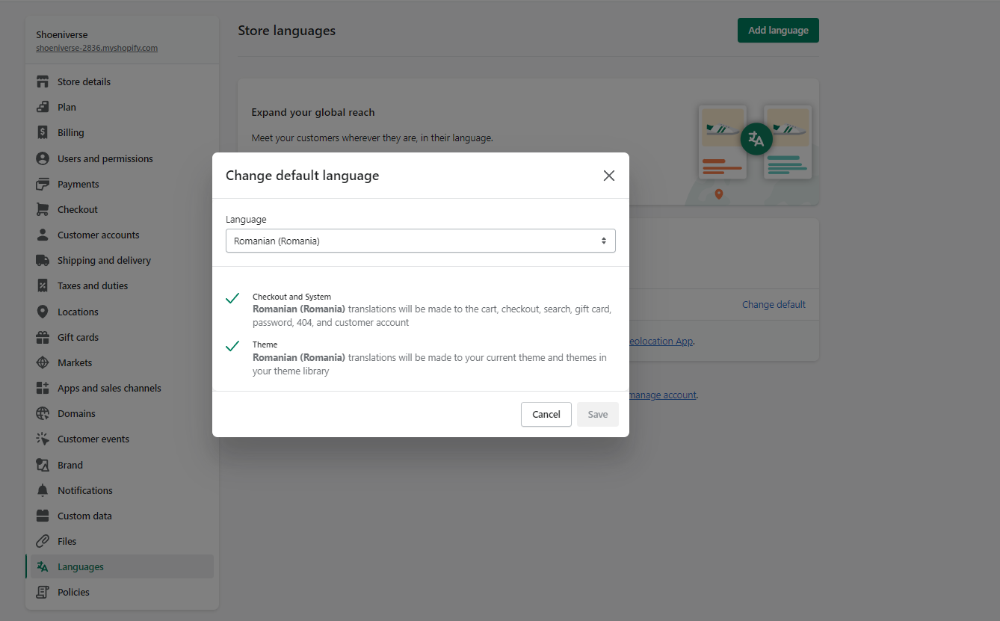 Shoeniverse
shoeniverse-2836.myshopify.com
Store details
Plan
Billing
Users and permissions
Payments
Checkout
Customer accounts
Shipping and delivery
Taxes and duties
Locations
Gift cards
Markets
Apps and sales channels
Domains
Customer events
Brand
Notifications
Custom data
Files
Languages
Policies
Store languages
Add language
Expand your global reach
Meet your customers wherever they are, in their language.
Change default language
Language
Romanian (Romania)
Checkout and System
Romanian (Romania) translations will be made to the cart, checkout, search, gift card,
password, 404, and customer account
Theme
Romanian (Romania) translations will be made to your current theme and themes in
your theme library
Cancel
Save
Change default
eolocation App.
manage account.